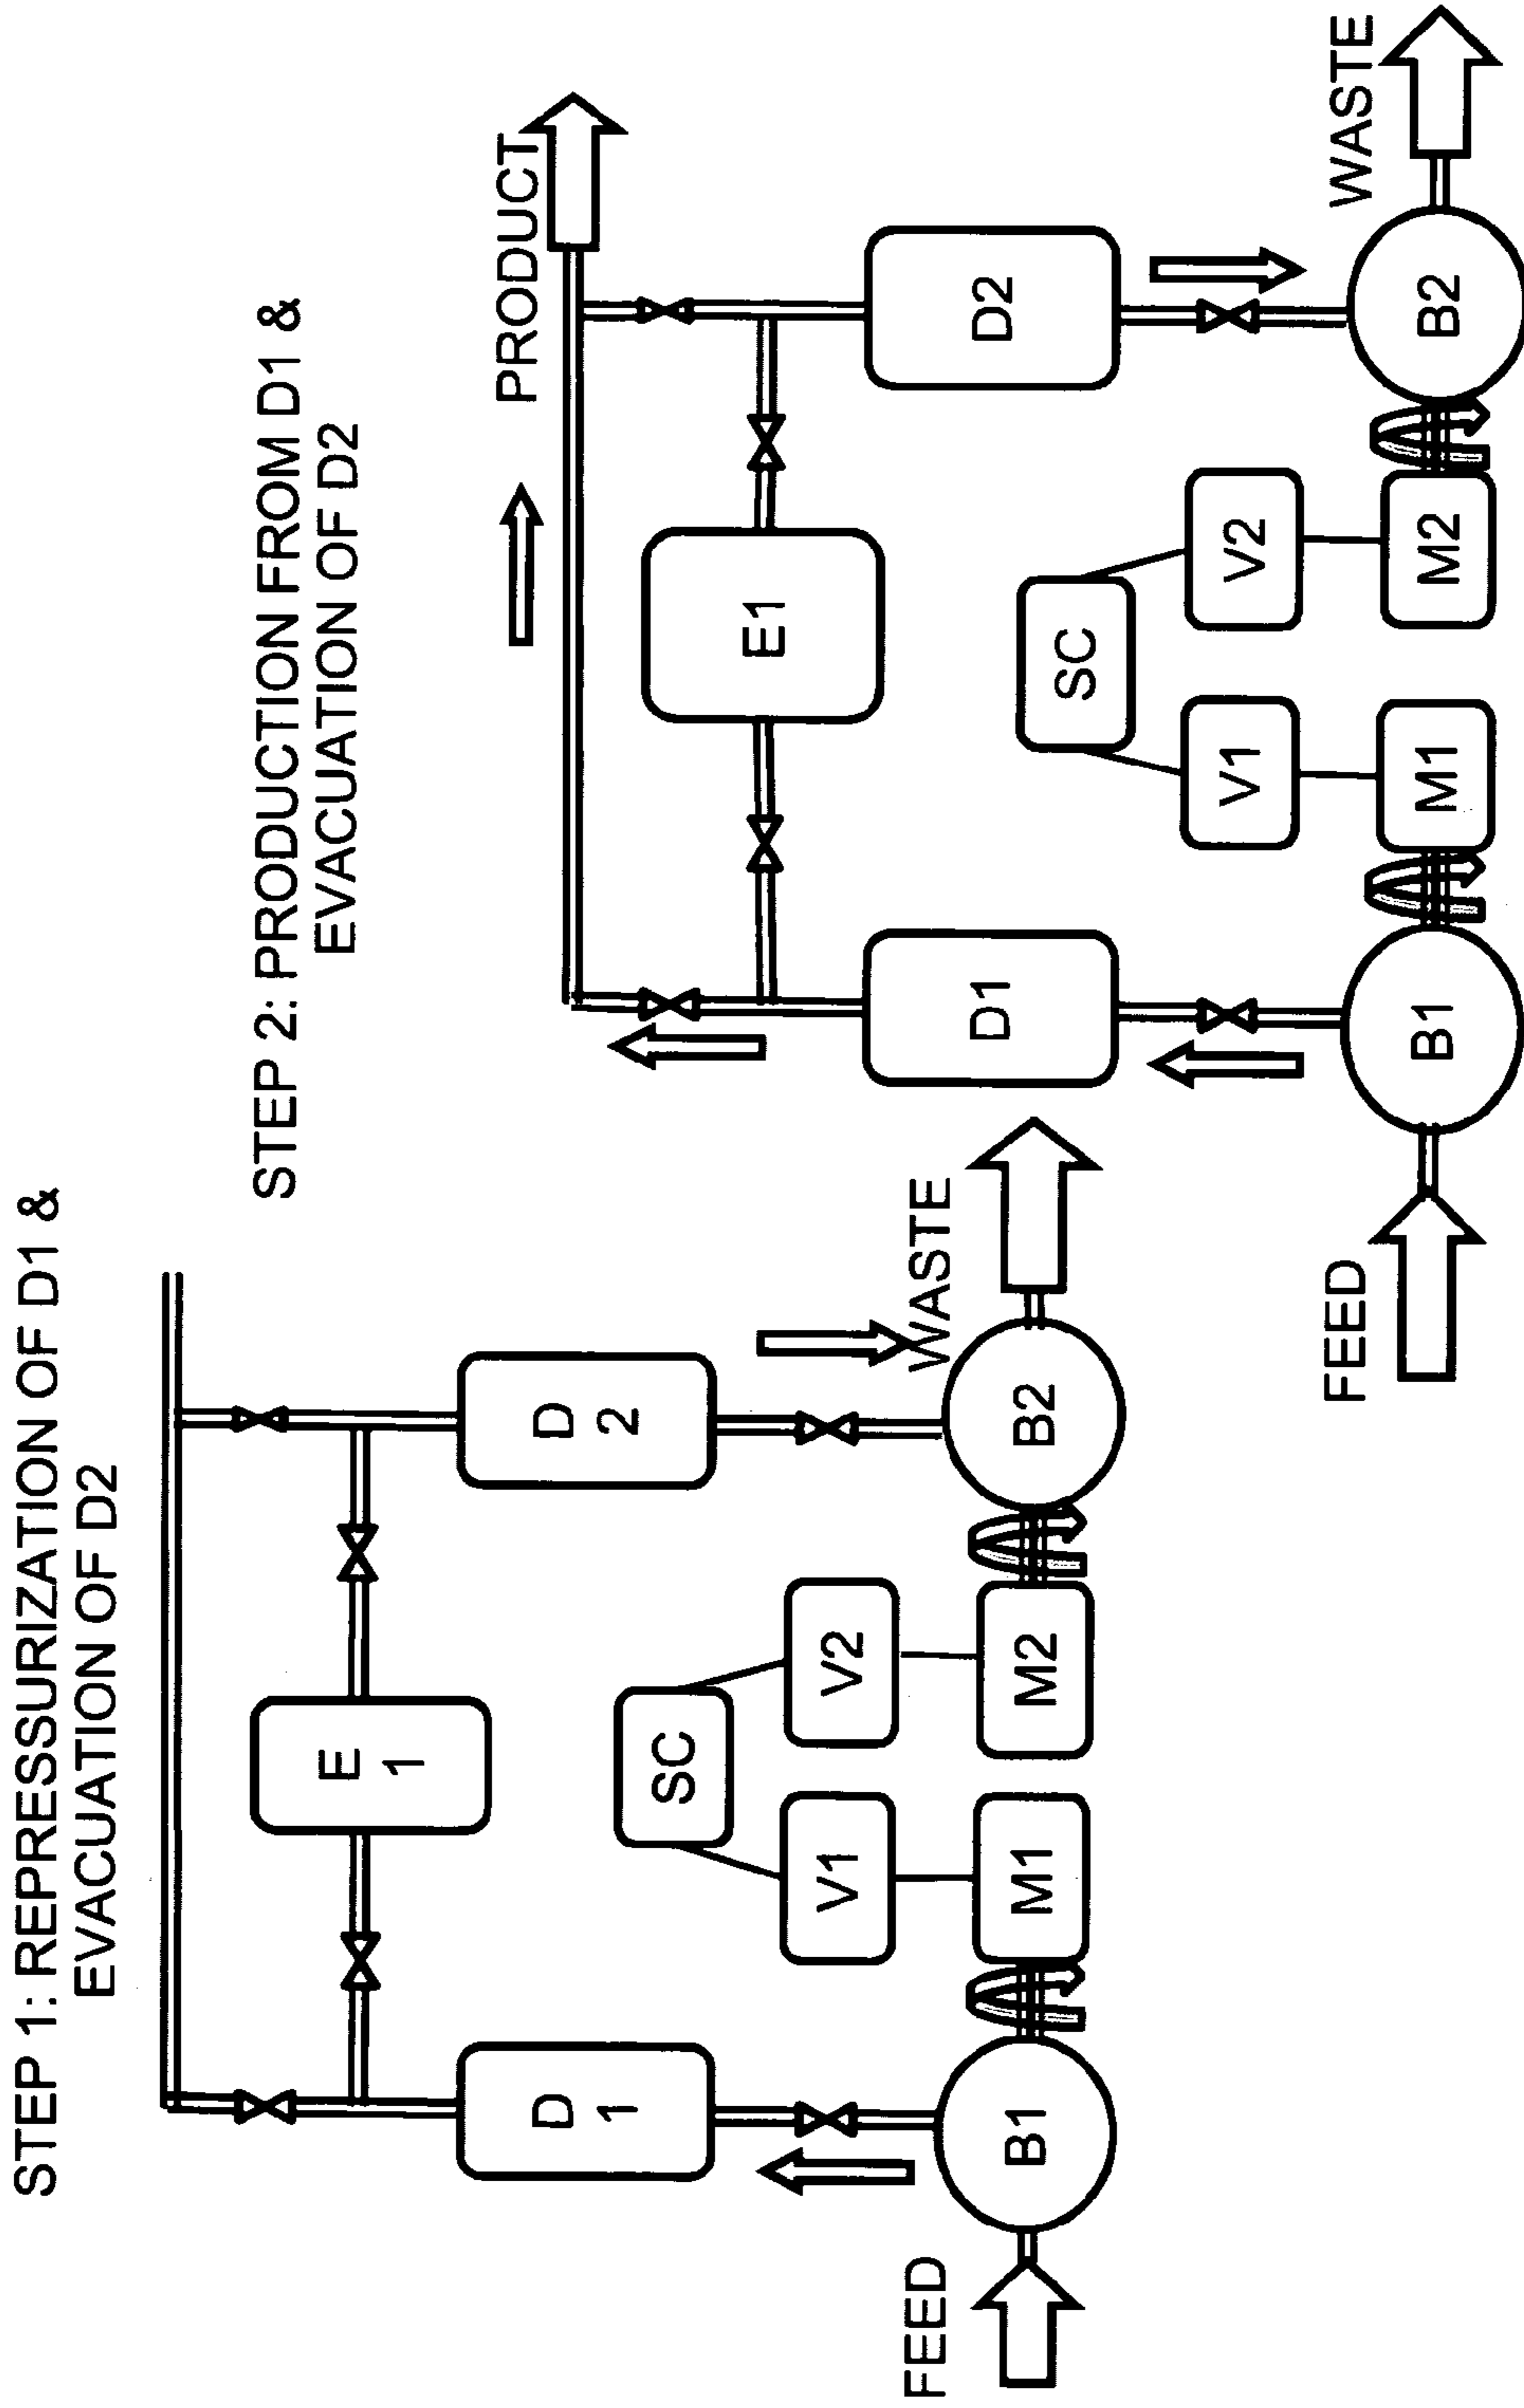 STEP 1: REPRESSURIZATION OF D1 &
EVACUATION OF D2
E
1
D
1
D
2
SC
V1
V2
M1
M2
B1
B2
FEED
WASTE
STEP 2: PRODUCTION FROM D1 &
EVACUATION OF D2
PRODUCT
E1
D1
D2
SC
V1
V2
M1
M2
B1
B2
FEED
WASTE